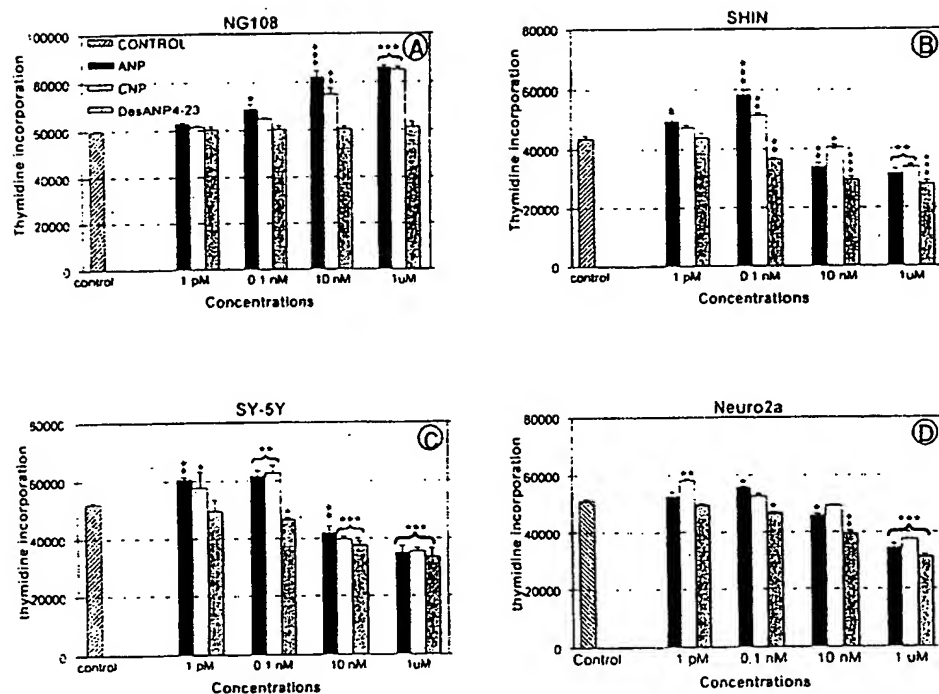 NG108
A
Thymidine incorporation
100000
80000
60000
40000
20000
0
CONTROL
ANP
CNP
DesANP4-23
***
**
*
***
control
1 pM
0.1 nM
10 nM
1uM
Concentrations
SHIN
B
Thymidine incorporation
80000
60000
40000
20000
0
*
***
**
**
**
*
***
**
***
control
1 pM
0.1 nM
10 nM
1uM
Concentrations
SY-5Y
C
thymidine incorporation
80000
60000
40000
20000
0
**
*
**
*
**
***
***
control
1 pM
0.1 nM
10 nM
1uM
Concentrations
Neuro2a
D
thymidine incorporation
80000
60000
40000
20000
0
**
*
*
*
**
***
Control
1 pM
0.1 nM
10 nM
1 uM
Concentrations